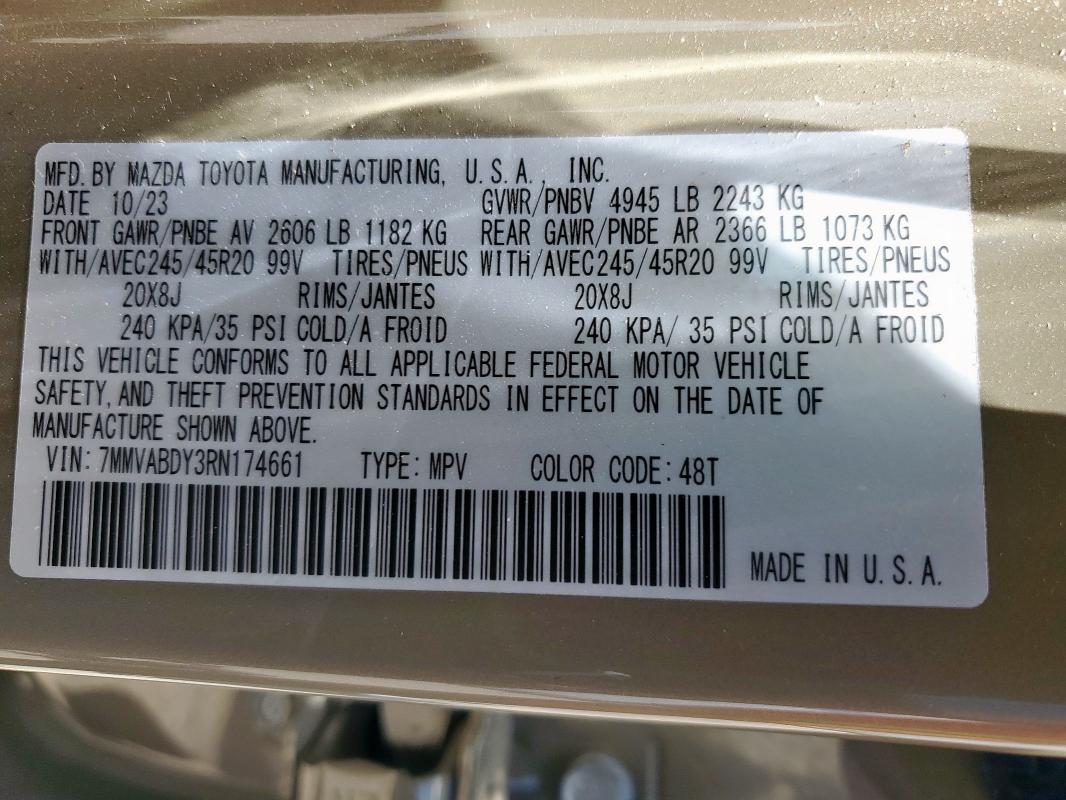 MFD. BY MAZDA TOYOTA MANUFACTURING, U.S.A. INC.
DATE 10/23 GVWR/PNBV 4945 LB 2243 KG
FRONT GAWR/PNBE AV 2606 LB 1182 KG REAR GAWR/PNBE AR 2366 LB 1073 KG
WITH/AVEC245/45R20 99V TIRES/PNEUS WITH/AVEC245/45R20 99V TIRES/PNEUS
20X8J RIMS/JANTES 20X8J RIMS/JANTES
240 KPA/35 PSI COLD/A FROID 240 KPA/ 35 PSI COLD/A FROID
THIS VEHICLE CONFORMS TO ALL APPLICABLE FEDERAL MOTOR VEHICLE
SAFETY, AND THEFT PREVENTION STANDARDS IN EFFECT ON THE DATE OF
MANUFACTURE SHOWN ABOVE.
VIN: 7MMVABDY3RN174661 TYPE: MPV COLOR CODE: 48T
MADE IN U.S.A.